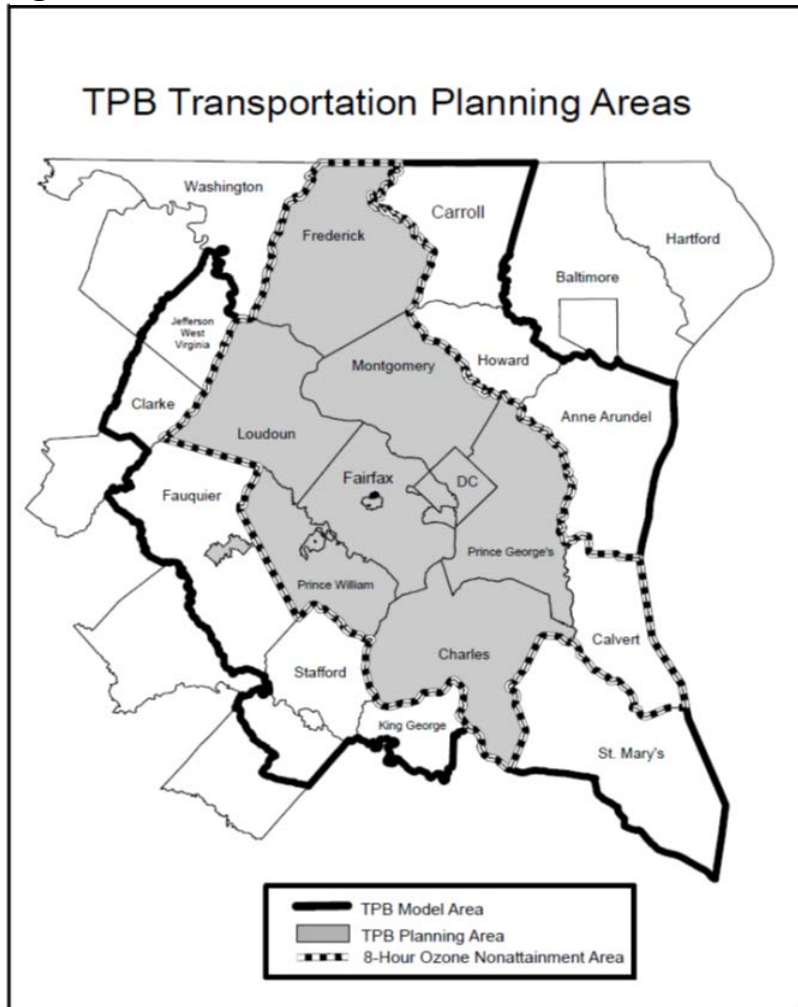 TPB Transportation Planning Areas
Washington
Carroll
Hartford
Frederick
Baltimore
Jefferson
West
Virginia
Howard
Montgomery
Clarke
Anne Arundel
Loudoun
Fairfax
DC
Fauquier
Prince George's
Prince William
Calvert
Charles
Stafford
King George
St. Mary's
TPB Model Area
TPB Planning Area
8-Hour Ozone Nonattainment Area